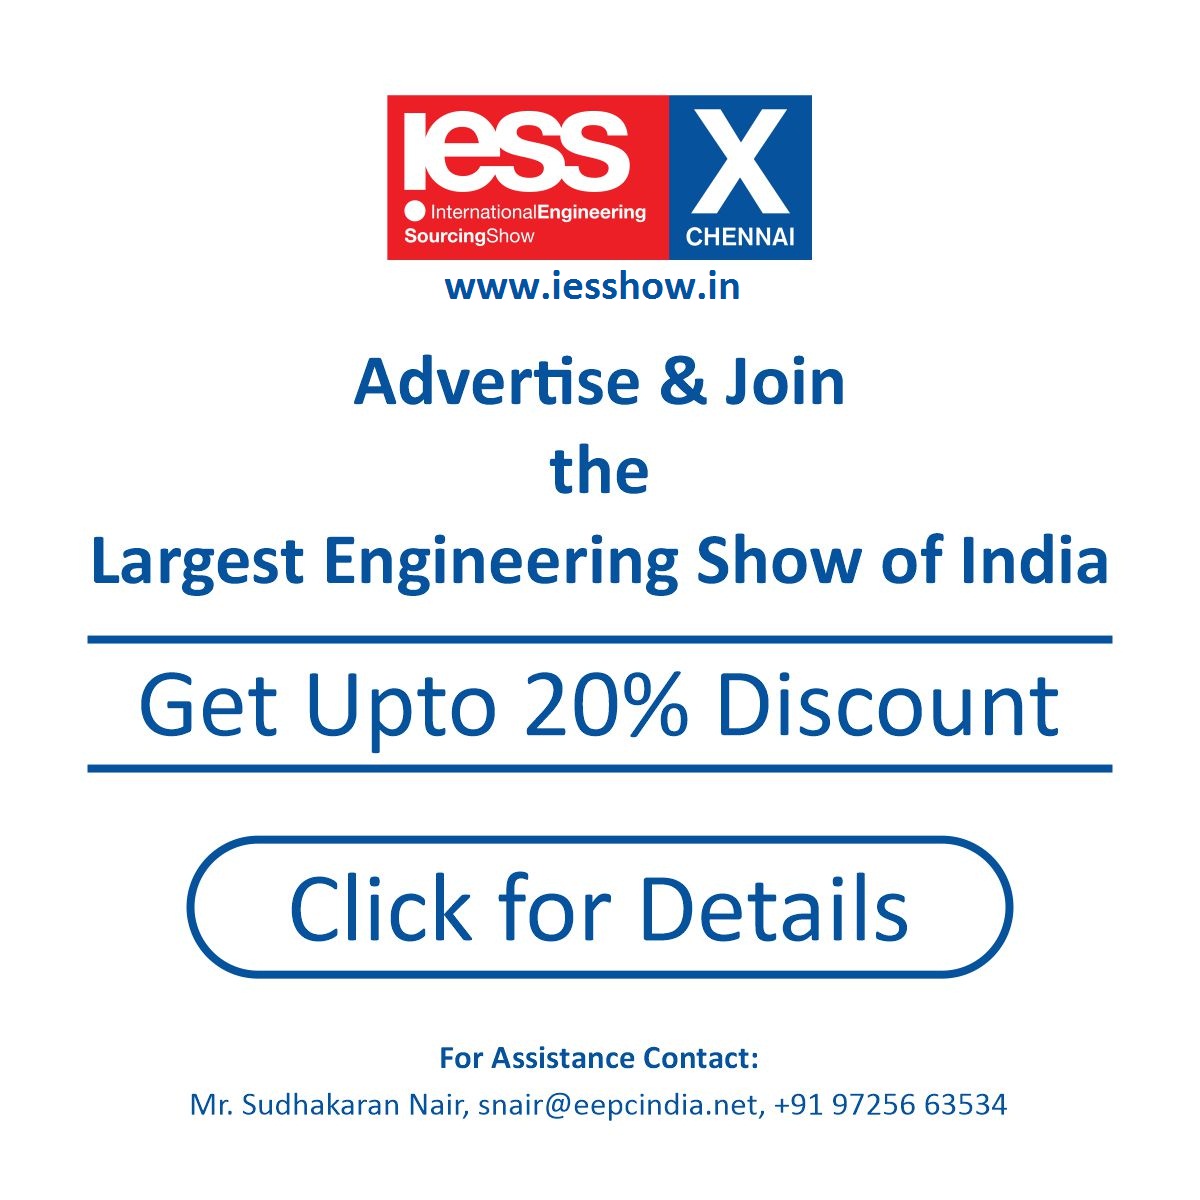 IESS
InternationalEngineering
SourcingShow
X
CHENNAI
www.iesshow.in
Advertise & Join
the
Largest Engineering Show of India
Get Upto 20% Discount
Click for Details
For Assistance Contact:
Mr. Sudhakaran Nair, snair@eepcindia.net, +91 97256 63534